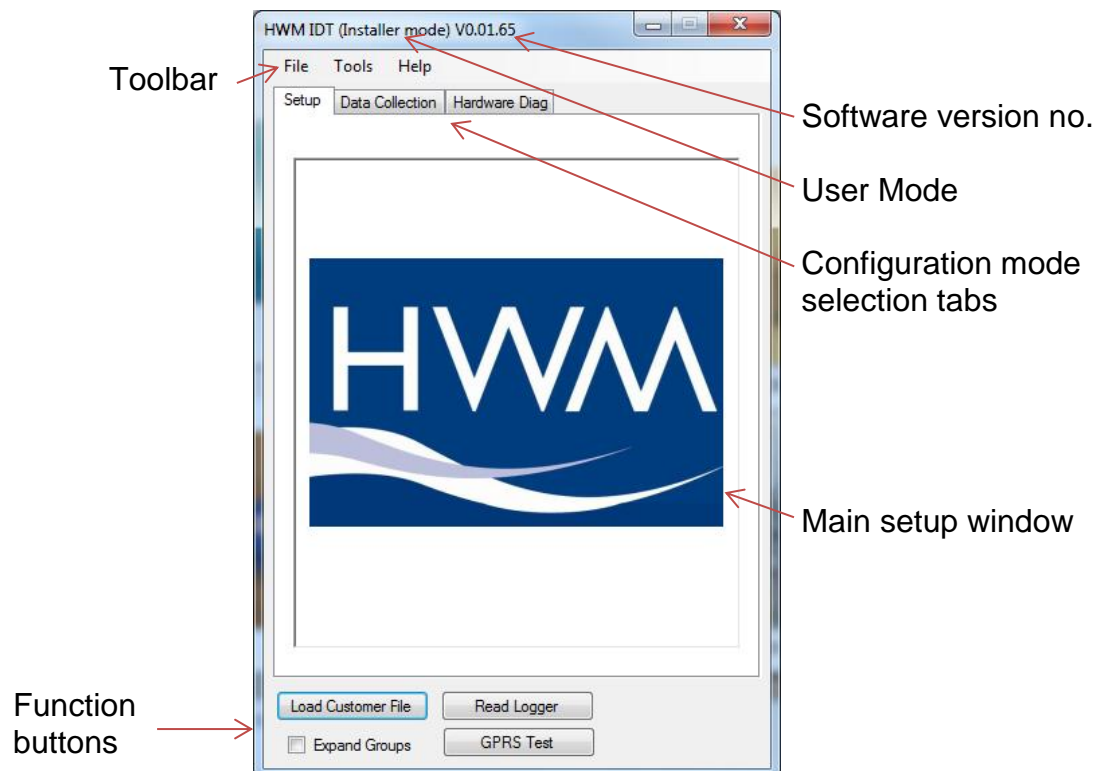 HWM IDT (Installer mode) V0.01.65
Toolbar
File Tools Help
Setup Data Collection Hardware Diag
Software version no.
User Mode
Configuration mode
selection tabs
HWM
Main setup window
Function
buttons
Load Customer File Read Logger
Expand Groups GPRS Test